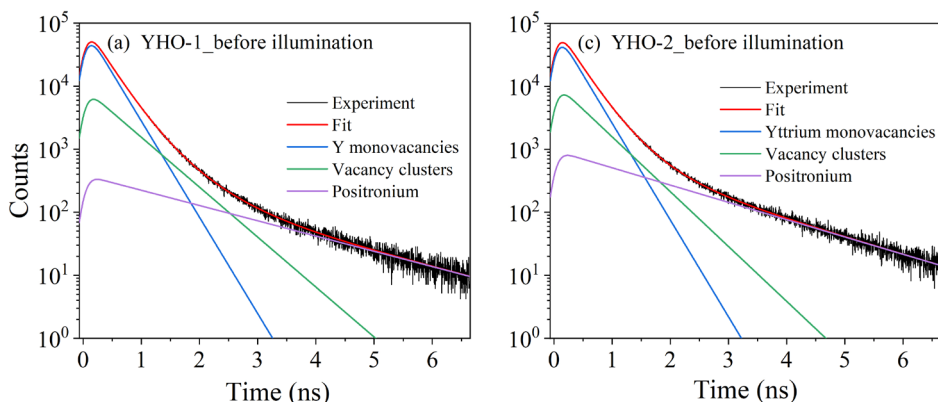 (a) YHO-1_before illumination
Experiment
Fit
Y monovacancies
Vacancy clusters
Positronium
Counts
10^5
10^4
10^3
10^2
10^1
10^0
0 1 2 3 4 5 6
Time (ns)
(c) YHO-2_before illumination
Experiment
Fit
Yttrium monovacancies
Vacancy clusters
Positronium
10^5
10^4
10^3
10^2
10^1
10^0
0 1 2 3 4 5 6
Time (ns)